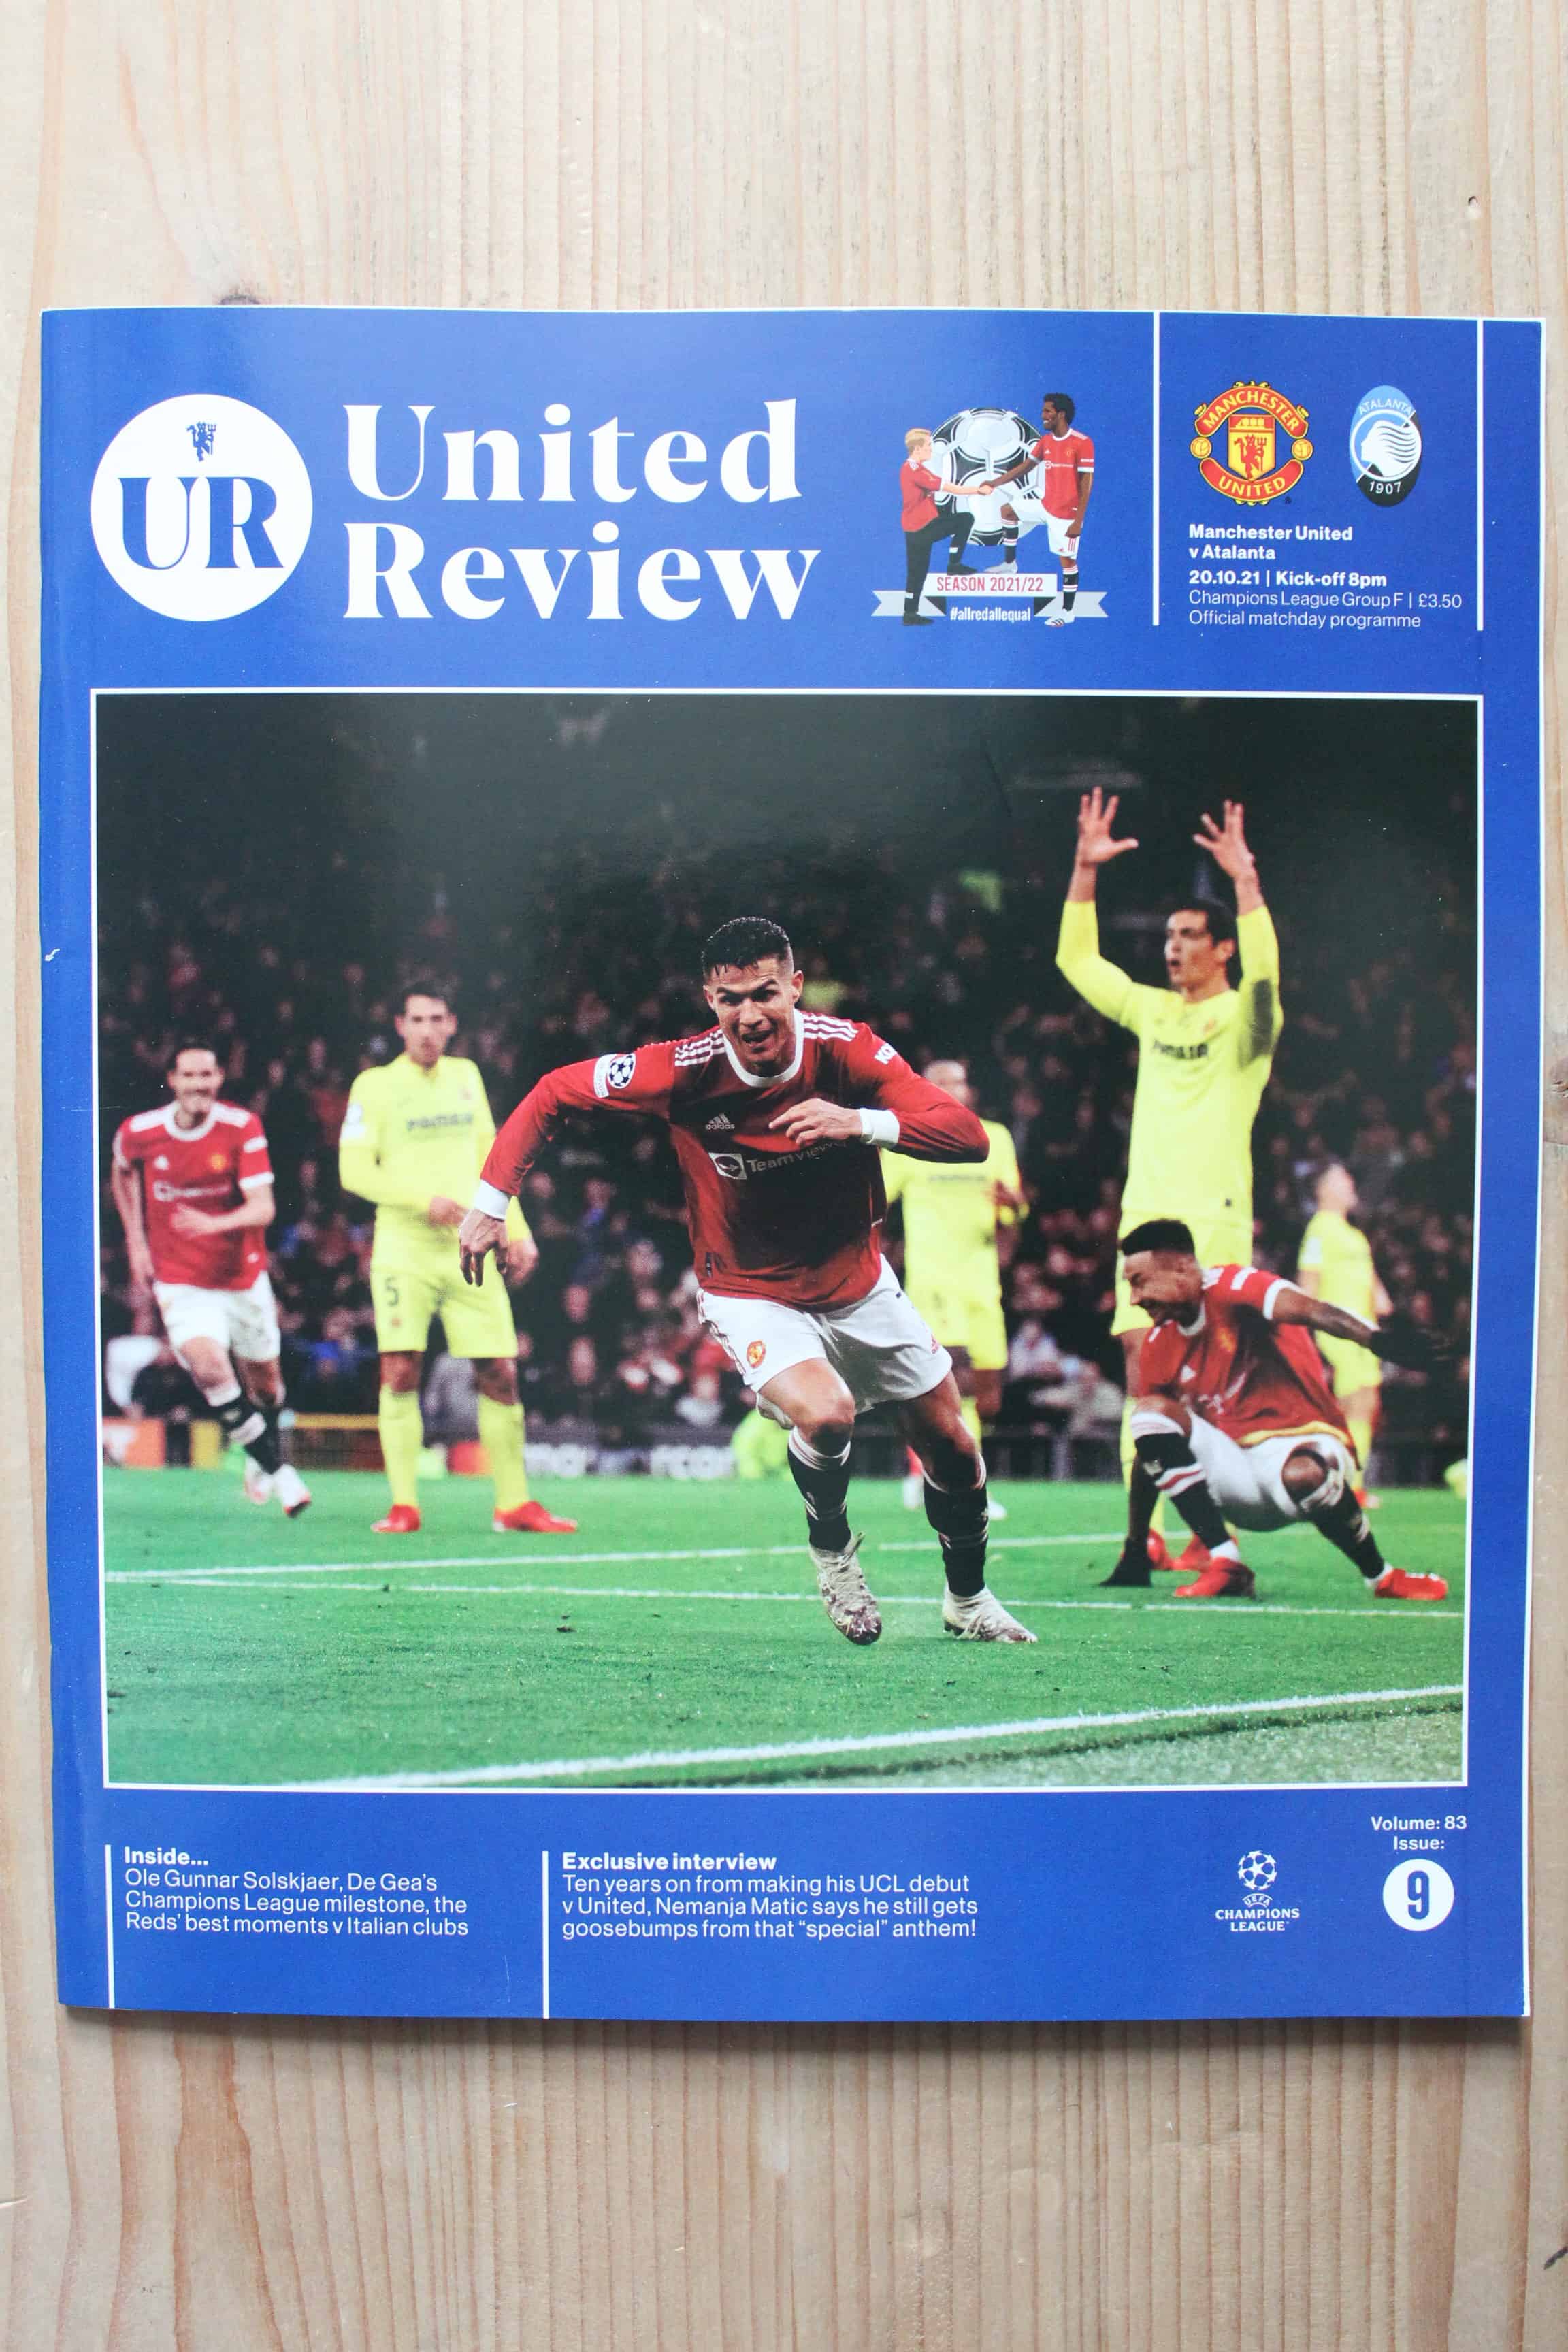 UR
United
Review
SEASON 2021/22
#allredallequal
MANCHESTER
UNITED
ATALANTA
1907
Manchester United
v Atalanta
20.10.21 | Kick-off 8pm
Champions League Group F | £3.50
Official matchday programme
adidas
TeamView
5
Inside...
Ole Gunnar Solskjaer, De Gea's
Champions League milestone, the
Reds' best moments v Italian clubs
Exclusive interview
Ten years on from making his UCL debut
v United, Nemanja Matic says he still gets
goosebumps from that “special” anthem!
UEFA
CHAMPIONS
LEAGUE
Volume: 83
Issue:
9